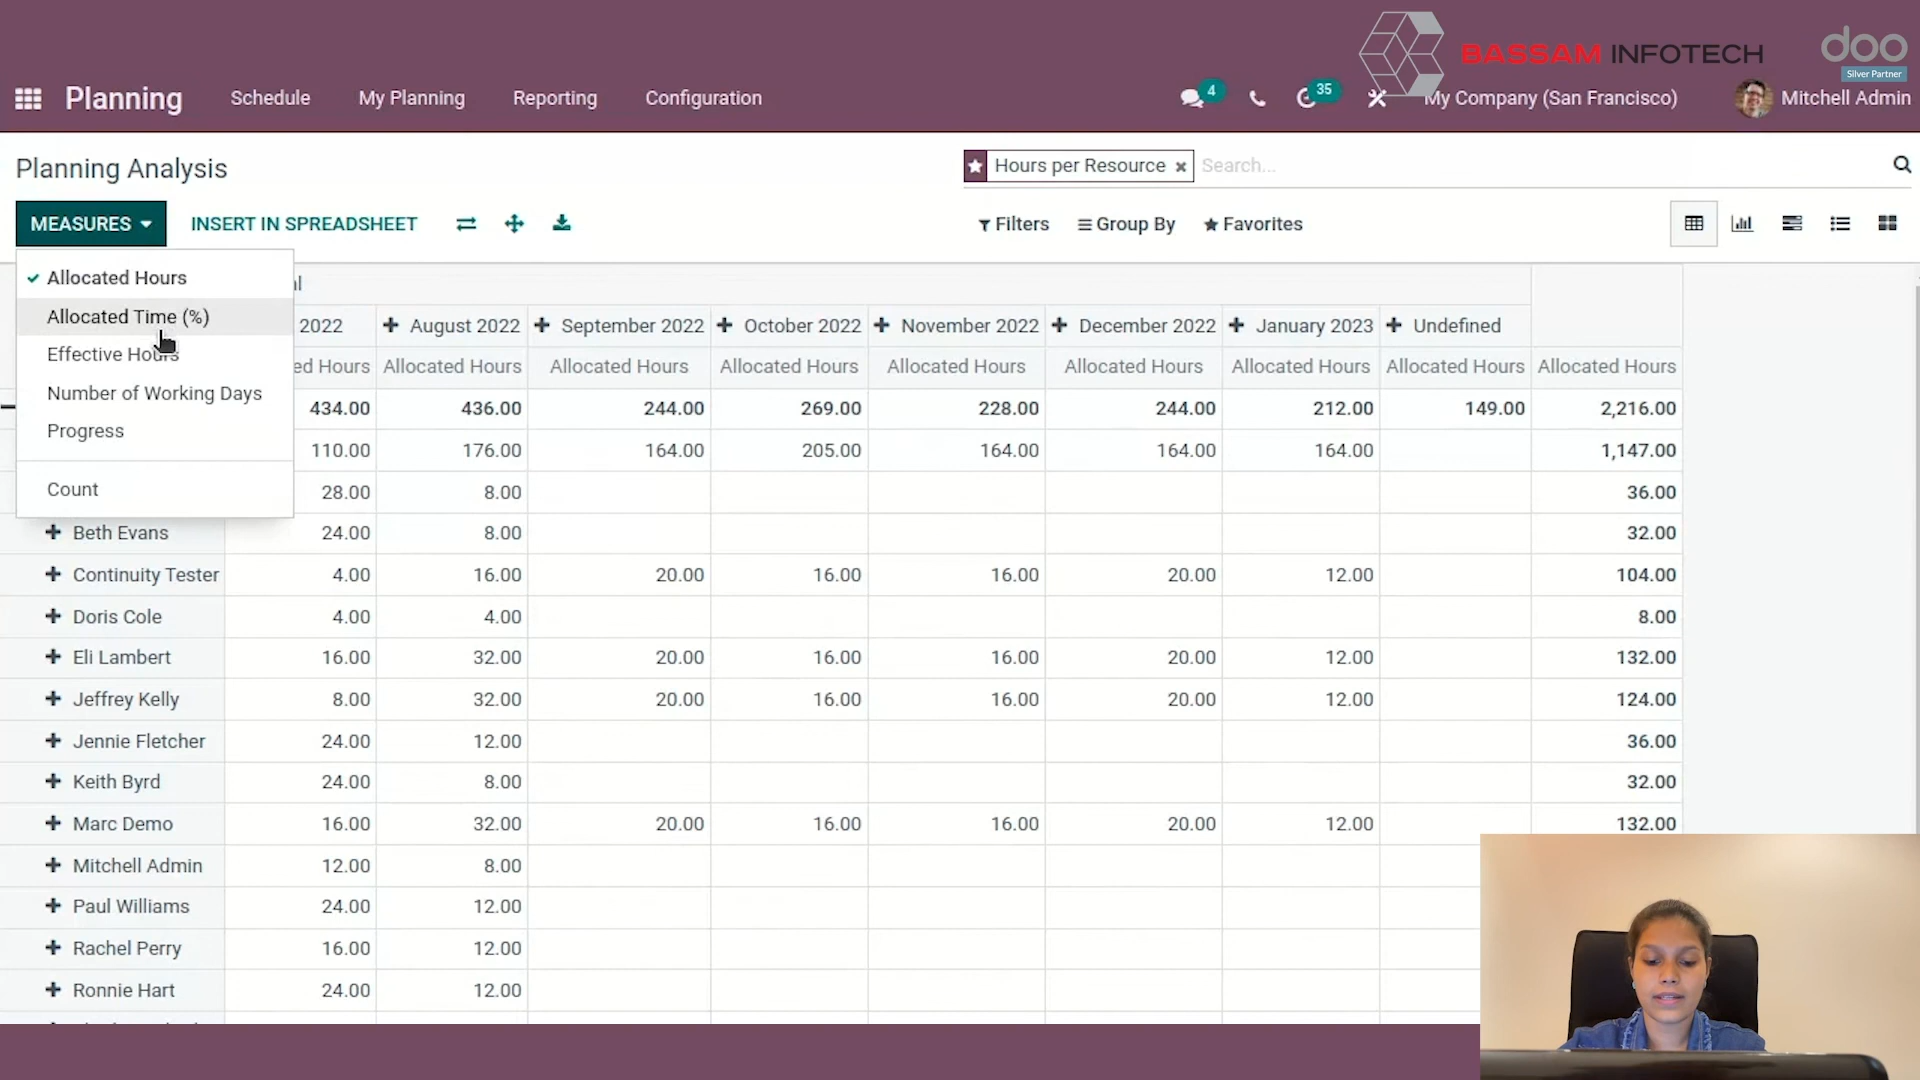 BASSAM INFOTECH
doo
Silver Partner
Planning Schedule My Planning Reporting Configuration 4 35 My Company (San Francisco) Mitchell Admin
Planning Analysis
Hours per Resource × Search...
MEASURES INSERT IN SPREADSHEET Filters Group By Favorites
Allocated Hours
Allocated Time (%)
Effective Hours
Number of Working Days
Progress
Count
2022 August 2022 September 2022 October 2022 November 2022 December 2022 January 2023 Undefined
ed Hours Allocated Hours Allocated Hours Allocated Hours Allocated Hours Allocated Hours Allocated Hours Allocated Hours Allocated Hours
434.00 436.00 244.00 269.00 228.00 244.00 212.00 149.00 2,216.00
110.00 176.00 164.00 205.00 164.00 164.00 164.00 1,147.00
28.00 8.00 36.00
Beth Evans 24.00 8.00 32.00
Continuity Tester 4.00 16.00 20.00 16.00 16.00 20.00 12.00 104.00
Doris Cole 4.00 4.00 8.00
Eli Lambert 16.00 32.00 20.00 16.00 16.00 20.00 12.00 132.00
Jeffrey Kelly 8.00 32.00 20.00 16.00 16.00 20.00 12.00 124.00
Jennie Fletcher 24.00 12.00 36.00
Keith Byrd 24.00 8.00 32.00
Marc Demo 16.00 32.00 20.00 16.00 16.00 20.00 12.00 132.00
Mitchell Admin 12.00 8.00
Paul Williams 24.00 12.00
Rachel Perry 16.00 12.00
Ronnie Hart 24.00 12.00